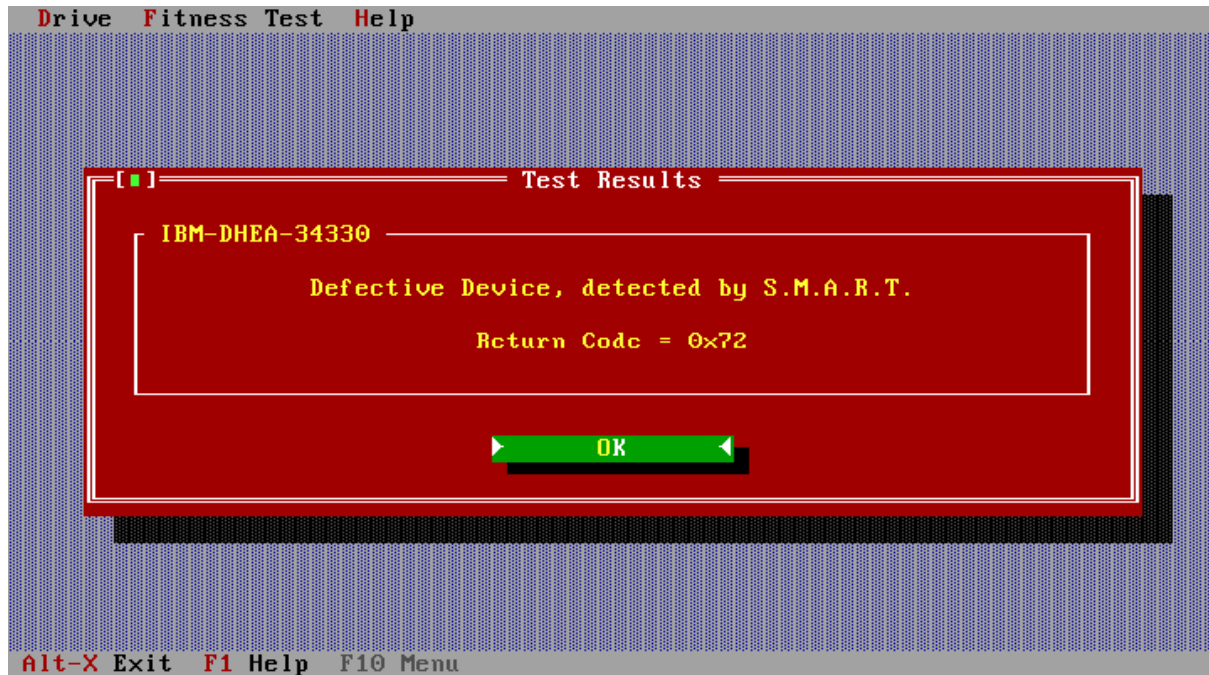 Drive Fitness Test Help
[■] Test Results
IBM-DHEA-34330
Defective Device, detected by S.M.A.R.T.
Return Code = 0x72
OK
Alt-X Exit F1 Help F10 Menu